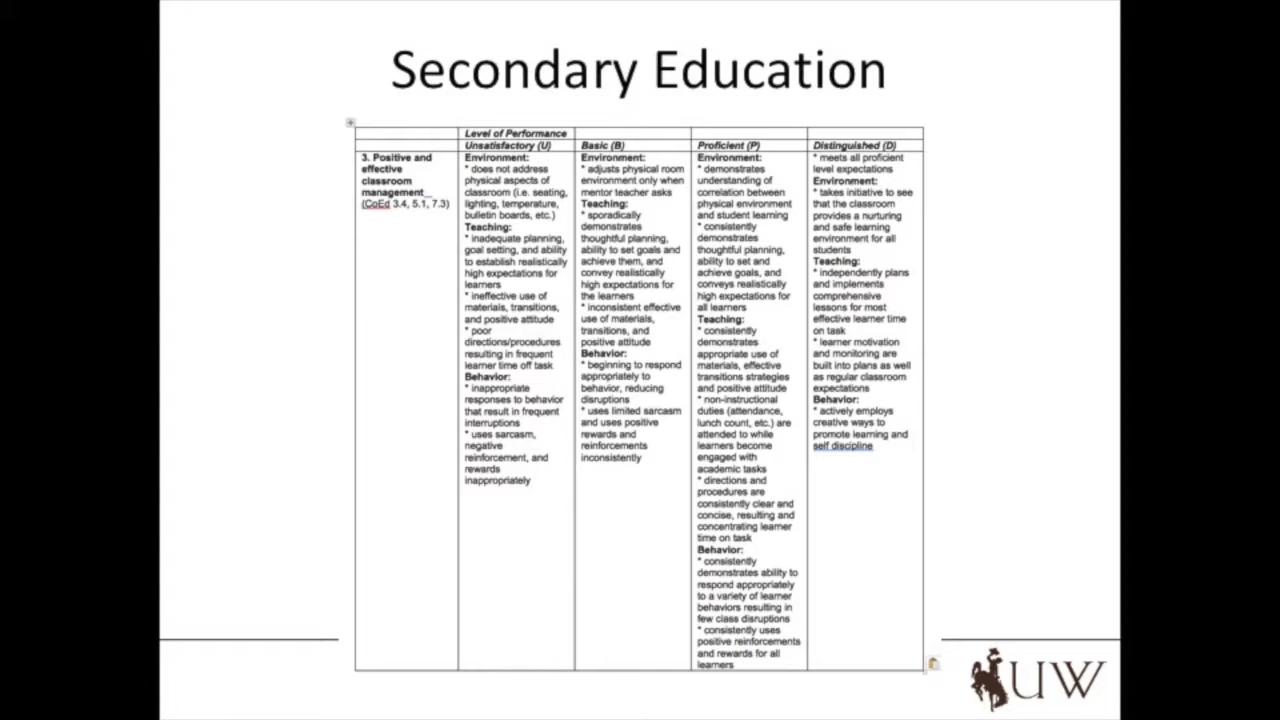 Secondary Education
Level of Performance
Unsatisfactory (U)
Basic (B)
Proficient (P)
Distinguished (D)
3. Positive and
effective
classroom
management_
(CoEd 3.4, 5.1, 7.3)
Environment:
* does not address
physical aspects of
classroom (i.e. seating,
lighting, temperature,
bulletin boards, etc.)
Teaching:
* inadequate planning,
goal setting, and ability
to establish realistically
high expectations for
learners
* ineffective use of
materials, transitions,
and positive attitude
* poor
directions/procedures
resulting in frequent
learner time off task
Behavior:
* inappropriate
responses to behavior
that result in frequent
interruptions
* uses sarcasm,
negative
reinforcement, and
rewards
inappropriately
Environment:
* adjusts physical room
environment only when
mentor teacher asks
Teaching:
* sporadically
demonstrates
thoughtful planning,
ability to set goals and
achieve them, and
convey realistically
high expectations for
the learners
* inconsistent effective
use of materials,
transitions, and
positive attitude
Behavior:
* beginning to respond
appropriately to
behavior, reducing
disruptions
* uses limited sarcasm
and uses positive
rewards and
reinforcements
inconsistently
Environment:
* demonstrates
understanding of
correlation between
physical environment
and student learning
* consistently
demonstrates
thoughtful planning,
ability to set and
achieve goals, and
conveys realistically
high expectations for
all learners
Teaching:
* consistently
demonstrates
appropriate use of
materials, effective
transitions strategies
and positive attitude
* non-instructional
duties (attendance,
lunch count, etc.) are
attended to while
learners become
engaged with
academic tasks
* directions and
procedures are
consistently clear and
concise, resulting and
concentrating learner
time on task
Behavior:
* consistently
demonstrates ability to
respond appropriately
to a variety of learner
behaviors resulting in
few class disruptions
* consistently uses
positive reinforcements
and rewards for all
learners
* meets all proficient
level expectations
Environment:
* takes initiative to see
that the classroom
provides a nurturing
and safe learning
environment for all
students
Teaching:
* independently plans
and implements
comprehensive
lessons for most
effective learner time
on task
* learner motivation
and monitoring are
built into plans as well
as regular classroom
expectations
Behavior:
* actively employs
creative ways to
promote learning and
self discipline
UW